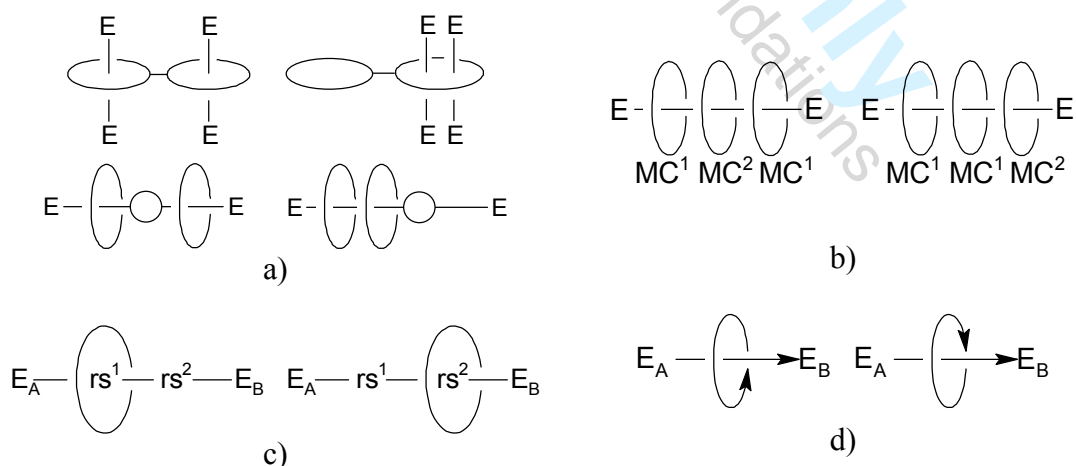 E E E E
E E E E
E E E E
a)
E E E E
MC¹ MC² MC¹ MC¹ MC¹ MC²
b)
E_A rs¹ rs² E_B E_A rs¹ rs² E_B
c)
E_A E_B E_A E_B
d)